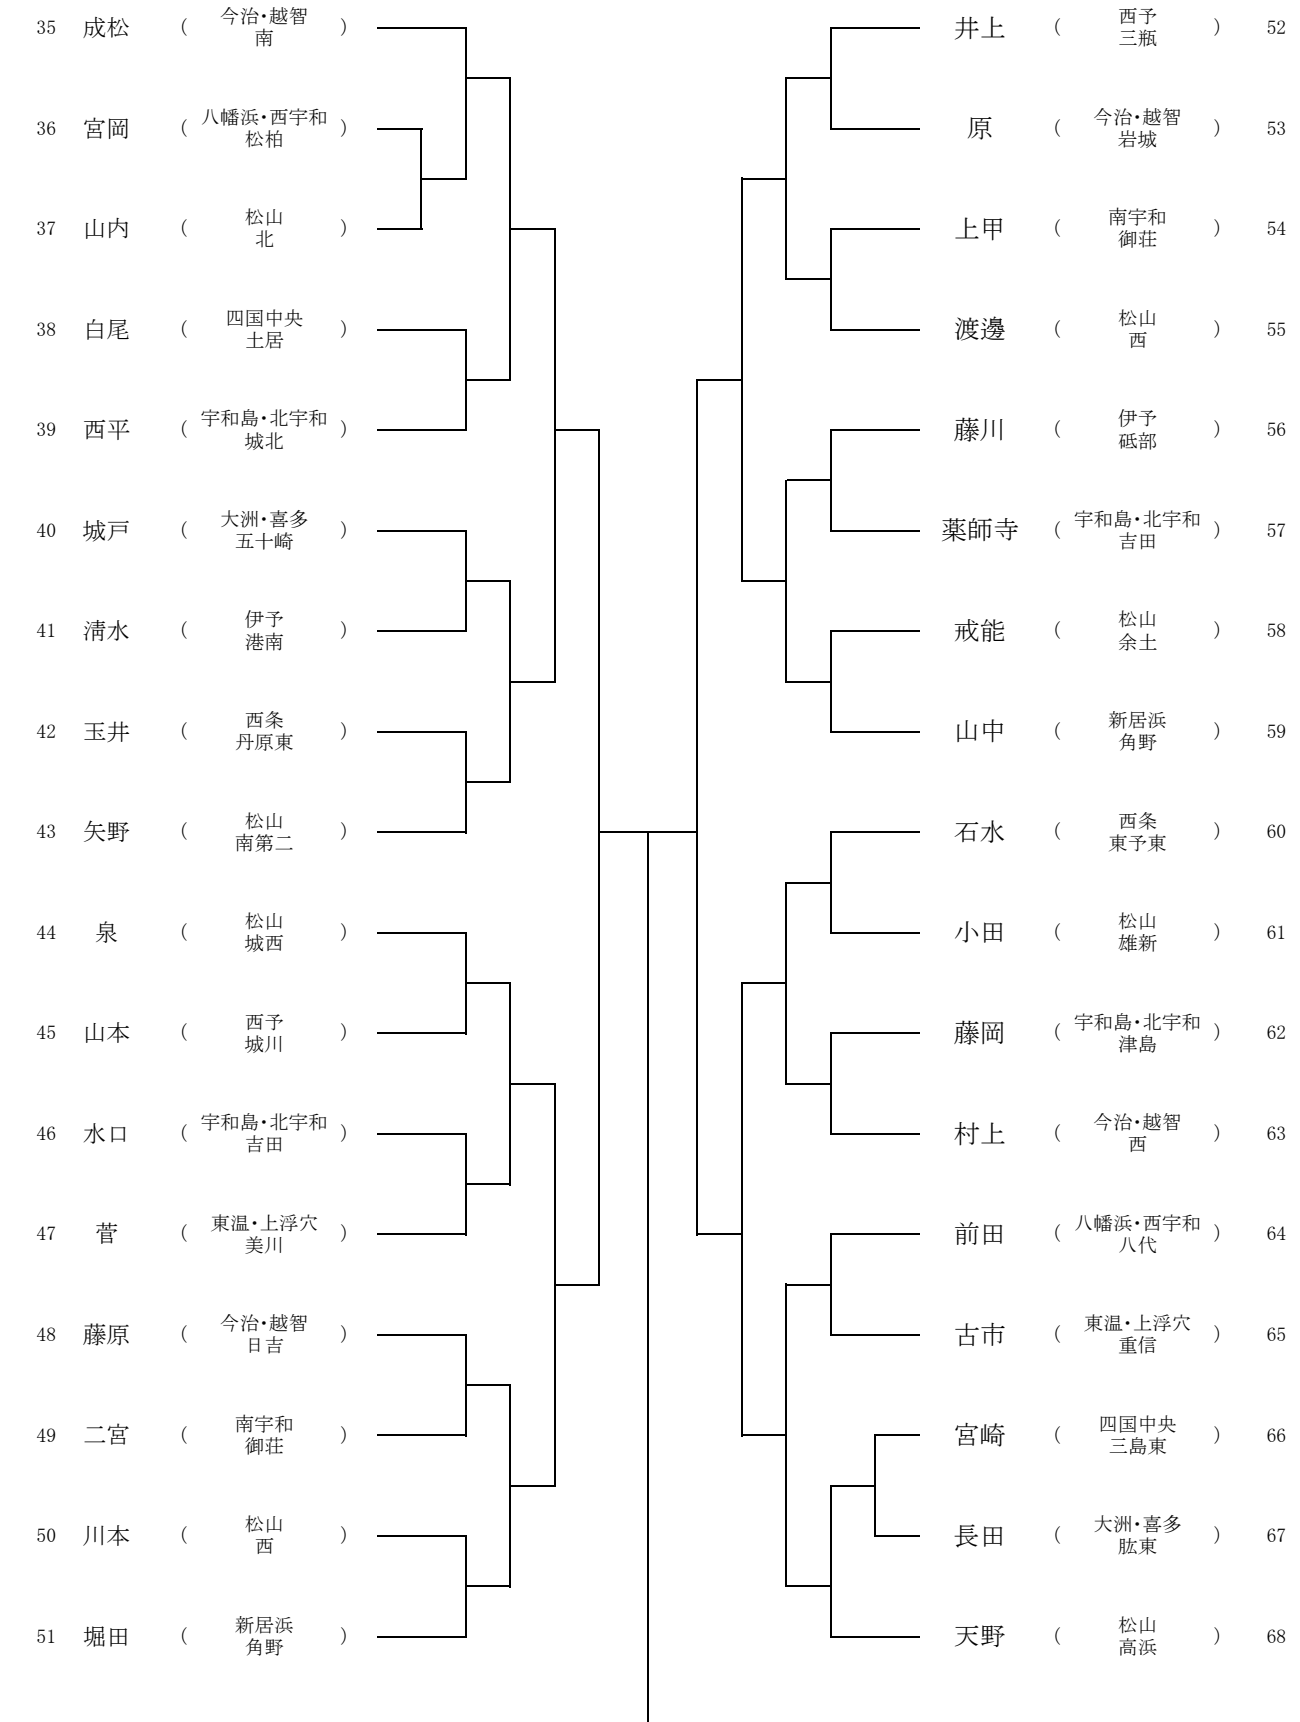 35 成松 ( 今治・越智 )
南
36 宮岡 ( 八幡浜・西宇和 )
松柏
37 山内 ( 松山 )
北
38 白尾 ( 四国中央 )
土居
39 西平 ( 宇和島・北宇和 )
城北
40 城戸 ( 大洲・喜多 )
五十崎
41 清水 ( 伊予 )
港南
42 玉井 ( 西条 )
丹原東
43 矢野 ( 松山 )
南第二
44 泉 ( 松山 )
城西
45 山本 ( 西予 )
城川
46 水口 ( 宇和島・北宇和 )
吉田
47 菅 ( 東温・上浮穴 )
美川
48 藤原 ( 今治・越智 )
日吉
49 二宮 ( 南宇和 )
御荘
50 川本 ( 松山 )
西
51 堀田 ( 新居浜 )
角野
井上 ( 西予 ) 52
三瓶
原 ( 今治・越智 ) 53
岩城
上甲 ( 南宇和 ) 54
御荘
渡邊 ( 松山 ) 55
西
藤川 ( 伊予 ) 56
砥部
薬師寺 ( 宇和島・北宇和 ) 57
吉田
戒能 ( 松山 ) 58
余土
山中 ( 新居浜 ) 59
角野
石水 ( 西条 ) 60
東予東
小田 ( 松山 ) 61
雄新
藤岡 ( 宇和島・北宇和 ) 62
津島
村上 ( 今治・越智 ) 63
西
前田 ( 八幡浜・西宇和 ) 64
八代
古市 ( 東温・上浮穴 ) 65
重信
宮崎 ( 四国中央 ) 66
三島東
長田 ( 大洲・喜多 ) 67
肱東
天野 ( 松山 ) 68
高浜